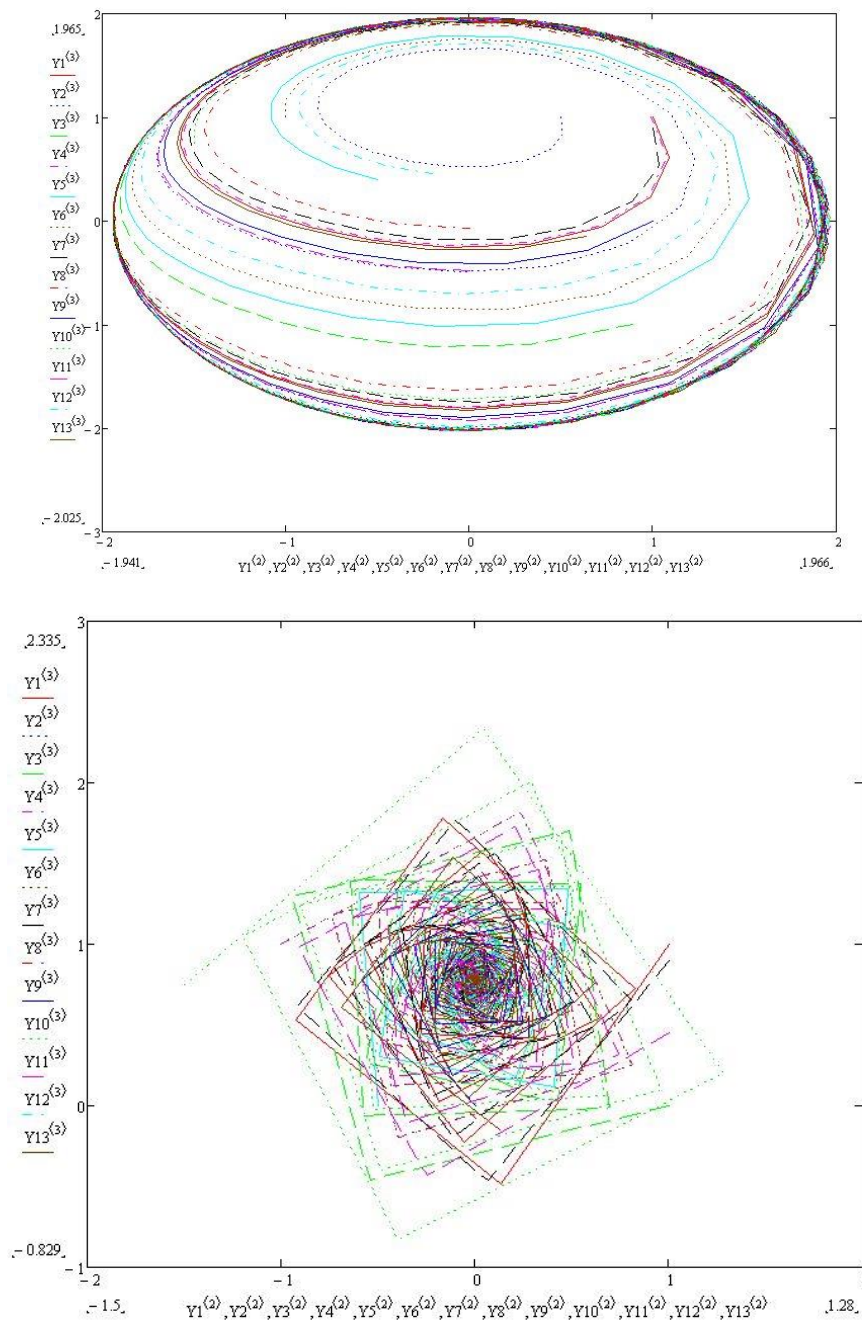 2
1.965
Y1⟨3⟩
Y2⟨3⟩
Y3⟨3⟩
1
Y4⟨3⟩
Y5⟨3⟩
Y6⟨3⟩
0
Y7⟨3⟩
Y8⟨3⟩
Y9⟨3⟩
Y10⟨3⟩
−1
Y11⟨3⟩
Y12⟨3⟩
Y13⟨3⟩
−2
−2.025
−3
−2 −1 0 1 2
−1.941 Y1⟨2⟩,Y2⟨2⟩,Y3⟨2⟩,Y4⟨2⟩,Y5⟨2⟩,Y6⟨2⟩,Y7⟨2⟩,Y8⟨2⟩,Y9⟨2⟩,Y10⟨2⟩,Y11⟨2⟩,Y12⟨2⟩,Y13⟨2⟩ 1.966
3
2.335
Y1⟨3⟩
Y2⟨3⟩
Y3⟨3⟩
2
Y4⟨3⟩
Y5⟨3⟩
Y6⟨3⟩
Y7⟨3⟩
1
Y8⟨3⟩
Y9⟨3⟩
Y10⟨3⟩
Y11⟨3⟩
0
Y12⟨3⟩
Y13⟨3⟩
−0.829
−1
−2 −1 0 1
−1.5 Y1⟨2⟩,Y2⟨2⟩,Y3⟨2⟩,Y4⟨2⟩,Y5⟨2⟩,Y6⟨2⟩,Y7⟨2⟩,Y8⟨2⟩,Y9⟨2⟩,Y10⟨2⟩,Y11⟨2⟩,Y12⟨2⟩,Y13⟨2⟩ 1.28